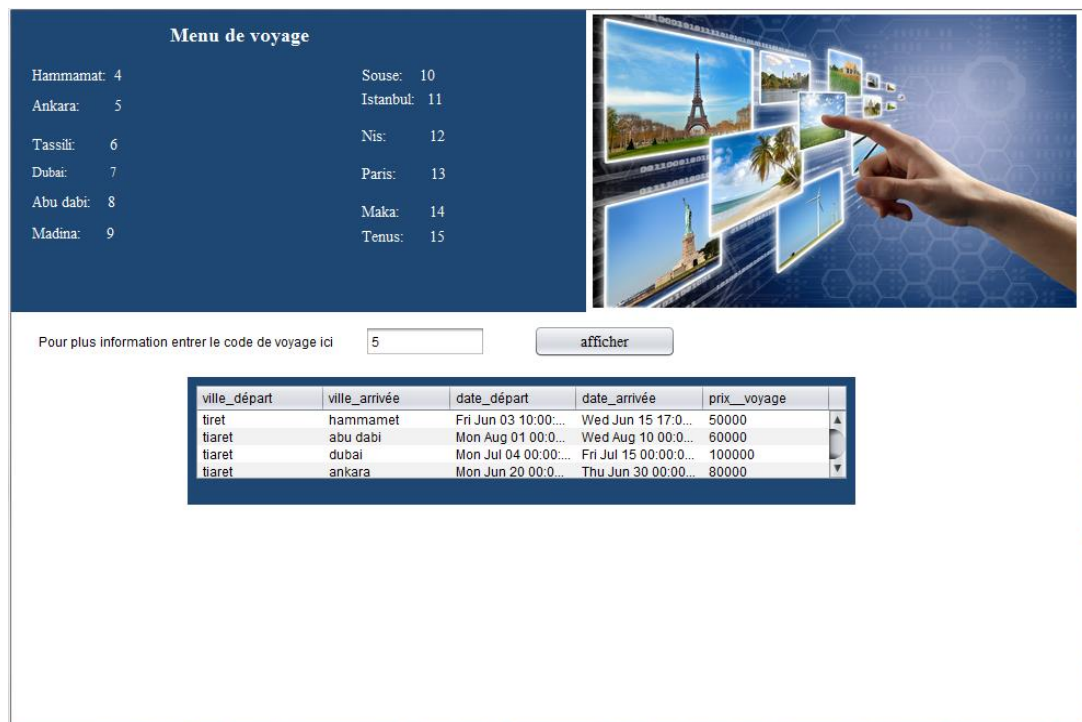 Menu de voyage
Hammamat: 4
Ankara: 5
Tassili: 6
Dubai: 7
Abu dabi: 8
Madina: 9
Souse: 10
Istanbul: 11
Nis: 12
Paris: 13
Maka: 14
Tenus: 15
Pour plus information entrer le code de voyage ici 5 afficher
ville_départ ville_arrivée date_départ date_arrivée prix__voyage
tiret hammamet Fri Jun 03 10:00:... Wed Jun 15 17:0... 50000
tiaret abu dabi Mon Aug 01 00:0... Wed Aug 10 00:0... 60000
tiaret dubai Mon Jul 04 00:00:... Fri Jul 15 00:00:0... 100000
tiaret ankara Mon Jun 20 00:0... Thu Jun 30 00:00... 80000